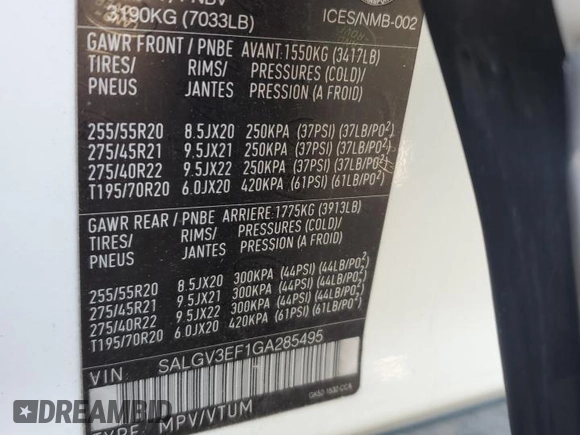 3190KG (7033LB) ICES/NMB-002
GAWR FRONT / PNBE AVANT:1550KG (3417LB)
TIRES/ RIMS/ PRESSURES (COLD)/
PNEUS JANTES PRESSION (A FROID)
255/55R20 8.5JX20 250KPA (37PSI) (37LB/PO²)
275/45R21 9.5JX21 250KPA (37PSI) (37LB/PO²)
275/40R22 9.5JX22 250KPA (37PSI) (37LB/PO²)
T195/70R20 6.0JX20 420KPA (61PSI) (61LB/PO²)
GAWR REAR / PNBE ARRIERE:1775KG (3913LB)
TIRES/ RIMS/ PRESSURES (COLD)/
PNEUS JANTES PRESSION (A FROID)
255/55R20 8.5JX20 300KPA (44PSI) (44LB/PO²)
275/45R21 9.5JX21 300KPA (44PSI) (44LB/PO²)
275/40R22 9.5JX22 300KPA (44PSI) (44LB/PO²)
T195/70R20 6.0JX20 420KPA (61PSI) (61LB/PO²)
VIN: SALGV3EF1GA285495
TYPE: MPV/VTUM
DREAMBID
DREAMBID.COM